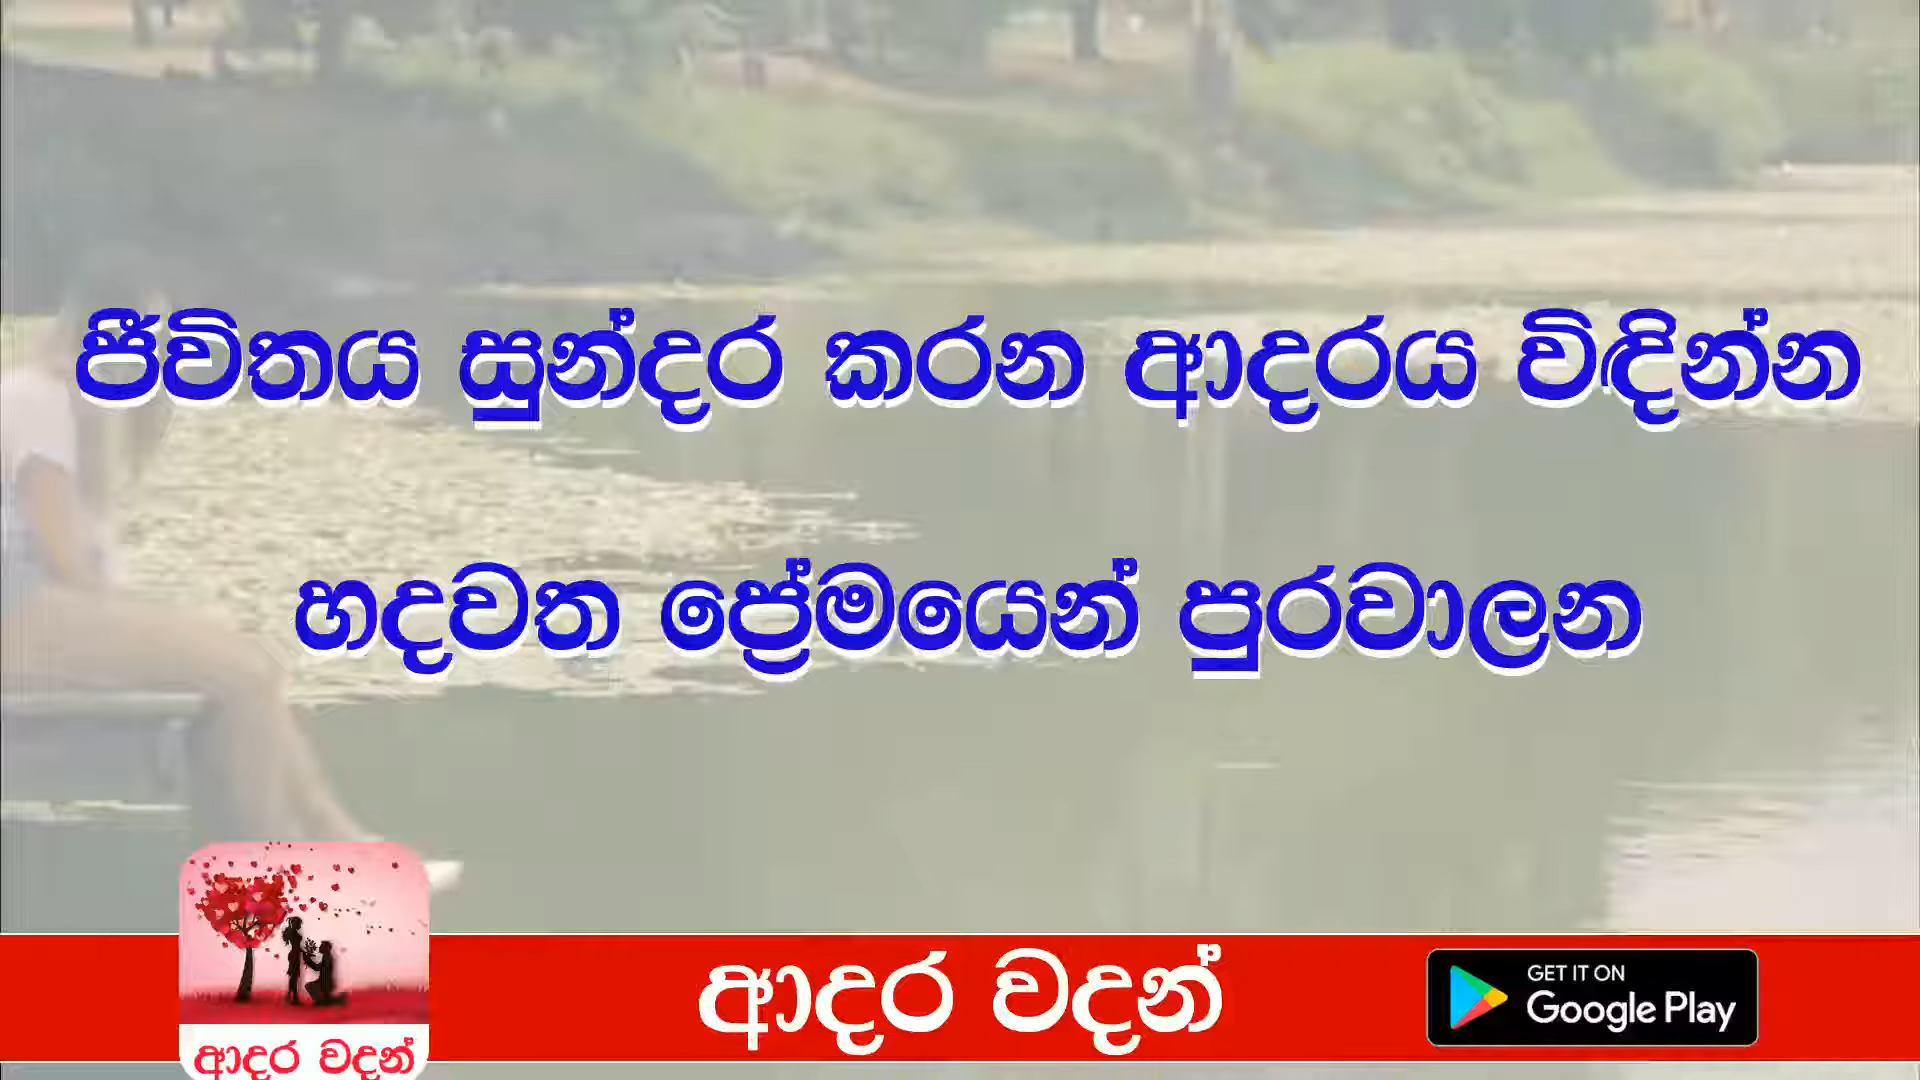 ජීවිතය සුන්දර කරන ආදරය විඳින්න
හදවත ප්‍රේමයෙන් පුරවාලන
ආදර වදන්
GET IT ON
Google Play
ආදර වදන්